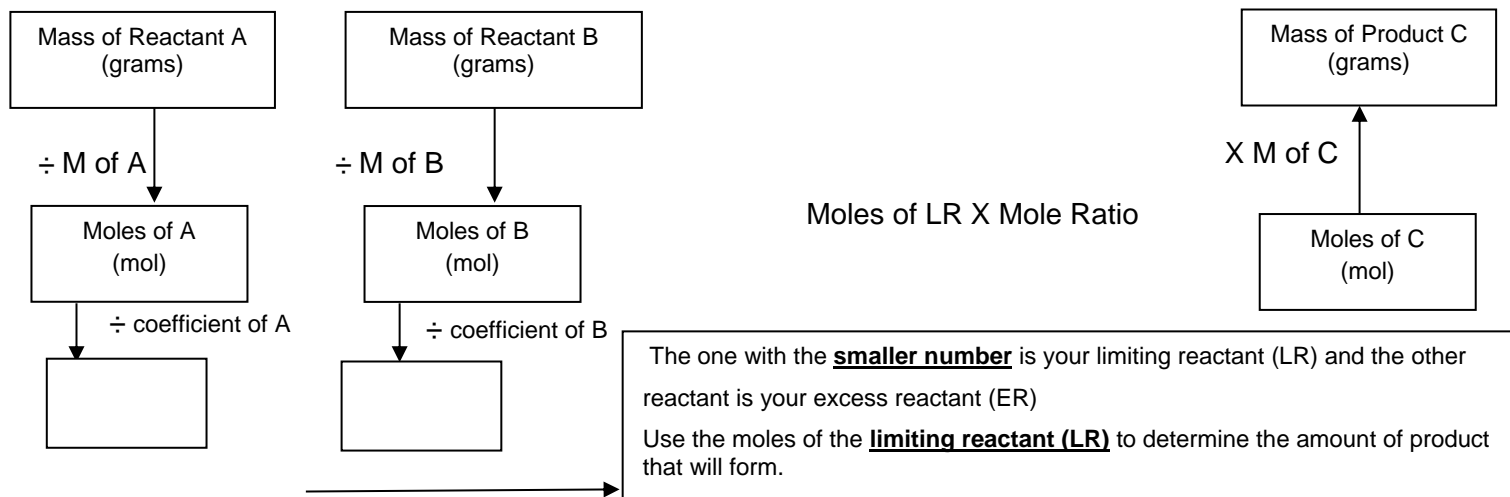 Mass of Reactant A
(grams)
Mass of Reactant B
(grams)
Mass of Product C
(grams)
÷ M of A
÷ M of B
X M of C
Moles of A
(mol)
Moles of B
(mol)
Moles of LR X Mole Ratio
Moles of C
(mol)
÷ coefficient of A
÷ coefficient of B
The one with the smaller number is your limiting reactant (LR) and the other
reactant is your excess reactant (ER)
Use the moles of the limiting reactant (LR) to determine the amount of product
that will form.